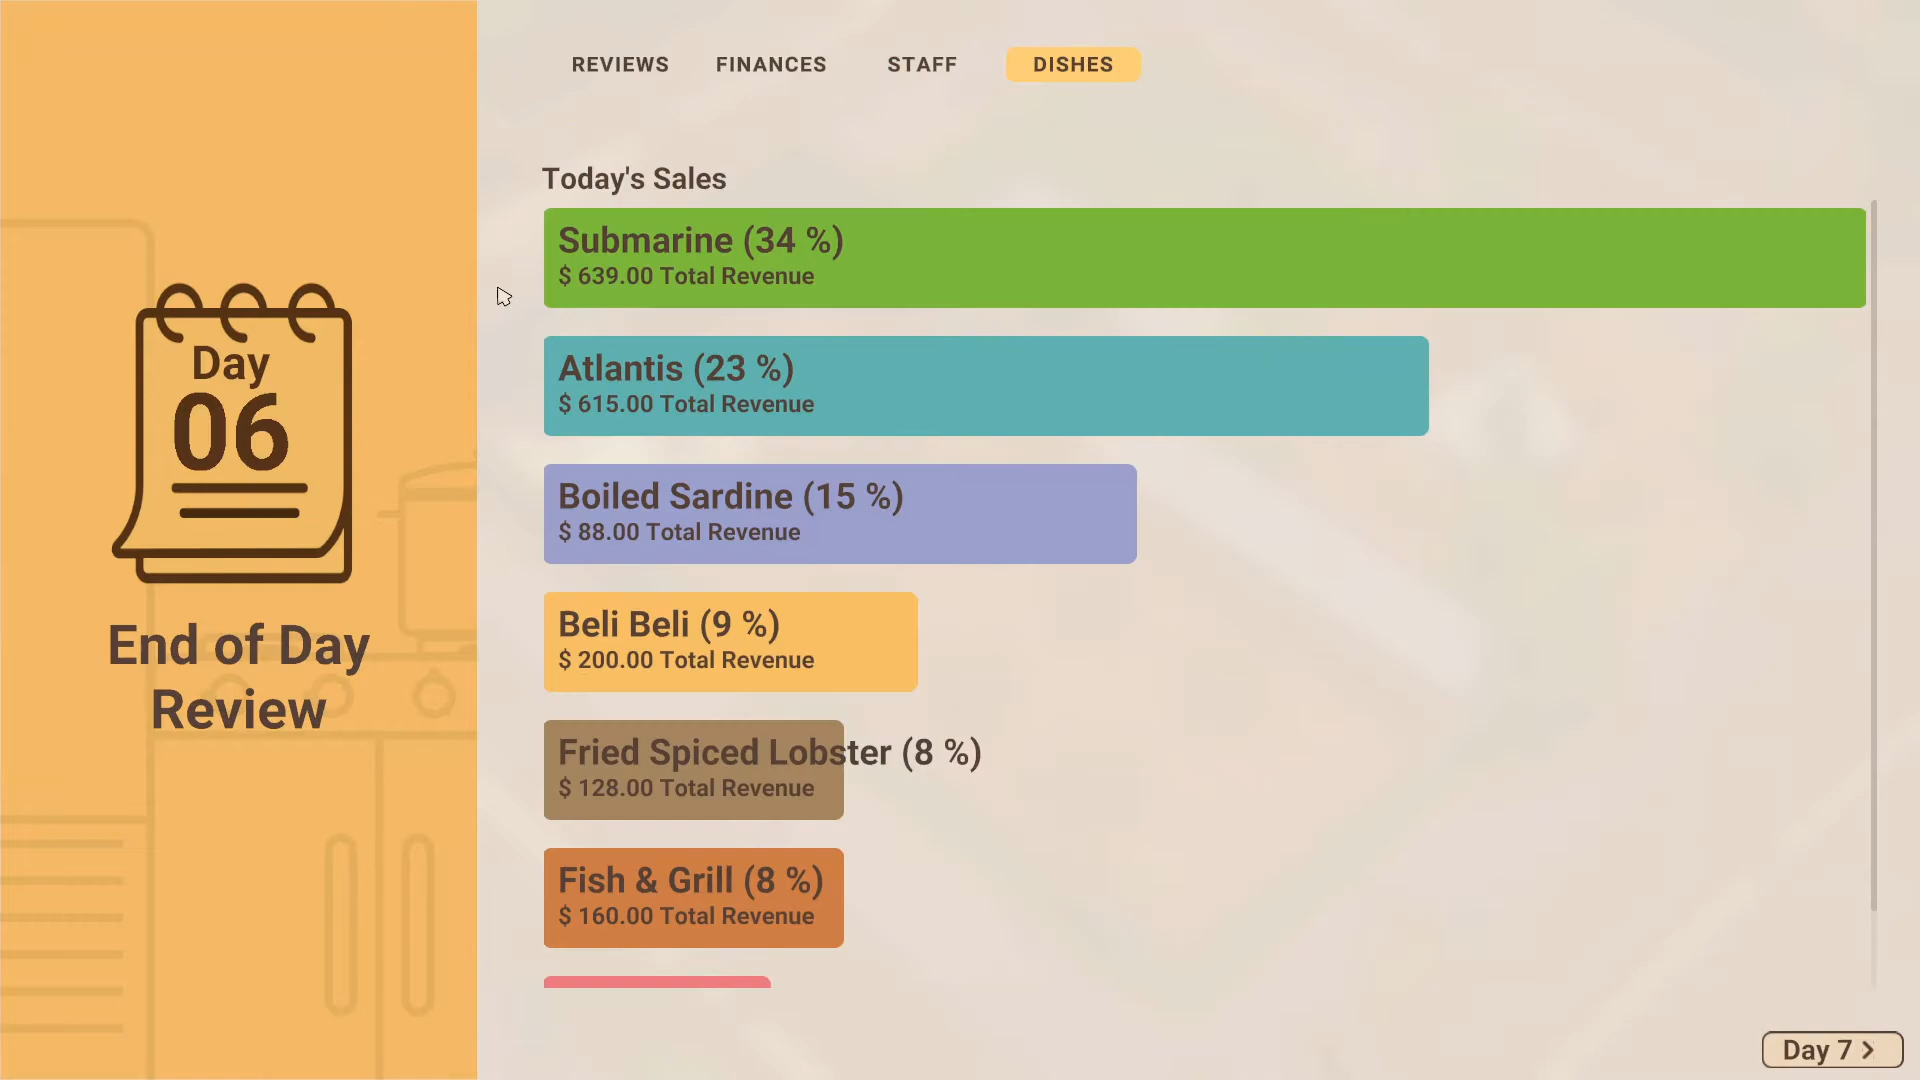 REVIEWS FINANCES STAFF DISHES
Today's Sales
Submarine (34 %)
$ 639.00 Total Revenue
Atlantis (23 %)
$ 615.00 Total Revenue
Boiled Sardine (15 %)
$ 88.00 Total Revenue
Beli Beli (9 %)
$ 200.00 Total Revenue
Fried Spiced Lobster (8 %)
$ 128.00 Total Revenue
Fish & Grill (8 %)
$ 160.00 Total Revenue
Day
06
End of Day
Review
Day 7